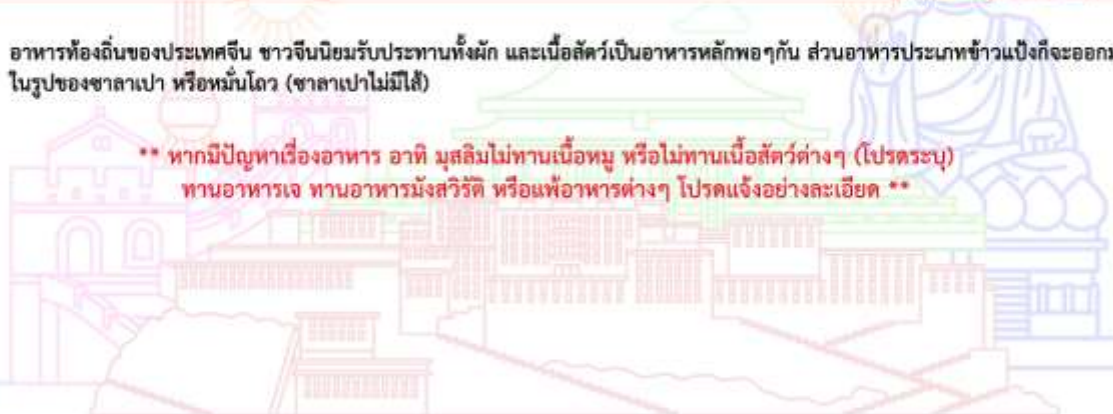 อาหารท้องถิ่นของประเทศจีน ชาวจีนนิยมรับประทานทั้งผัก และเนื้อสัตว์เป็นอาหารหลักพอๆกัน ส่วนอาหารประเภทข้าวแป้งก็จะออกม
ในรูปของซาลาเปา หรือหมั่นโถว (ซาลาเปาไม่มีไส้)
** หากมีปัญหาเรื่องอาหาร อาทิ มุสลิมไม่ทานเนื้อหมู หรือไม่ทานเนื้อสัตว์ต่างๆ (โปรดระบุ)
ทานอาหารเจ ทานอาหารมังสวิรัติ หรือแพ้อาหารต่างๆ โปรดแจ้งอย่างละเอียด **